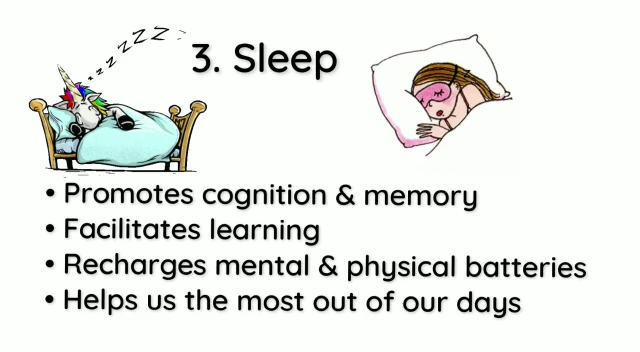 zzzzzzz
3. Sleep
• Promotes cognition & memory
• Facilitates learning
• Recharges mental & physical batteries
• Helps us the most out of our days